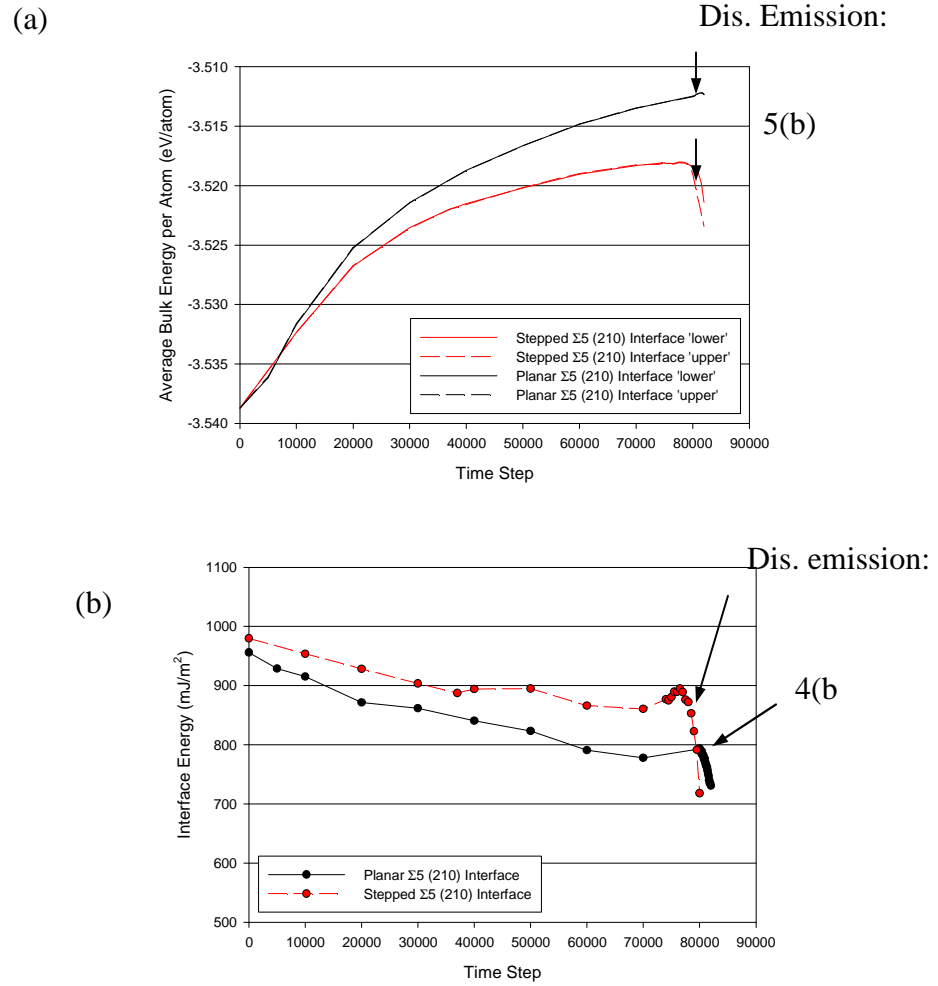 (a)
Dis. Emission:
5(b)
Average Bulk Energy per Atom (eV/atom)
-3.510
-3.515
-3.520
-3.525
-3.530
-3.535
-3.540
Stepped Σ5 (210) Interface 'lower'
Stepped Σ5 (210) Interface 'upper'
Planar Σ5 (210) Interface 'lower'
Planar Σ5 (210) Interface 'upper'
0 10000 20000 30000 40000 50000 60000 70000 80000 90000
Time Step
(b)
Dis. emission:
4(b
Interface Energy (mJ/m²)
1100
1000
900
800
700
600
500
Planar Σ5 (210) Interface
Stepped Σ5 (210) Interface
0 10000 20000 30000 40000 50000 60000 70000 80000 90000
Time Step